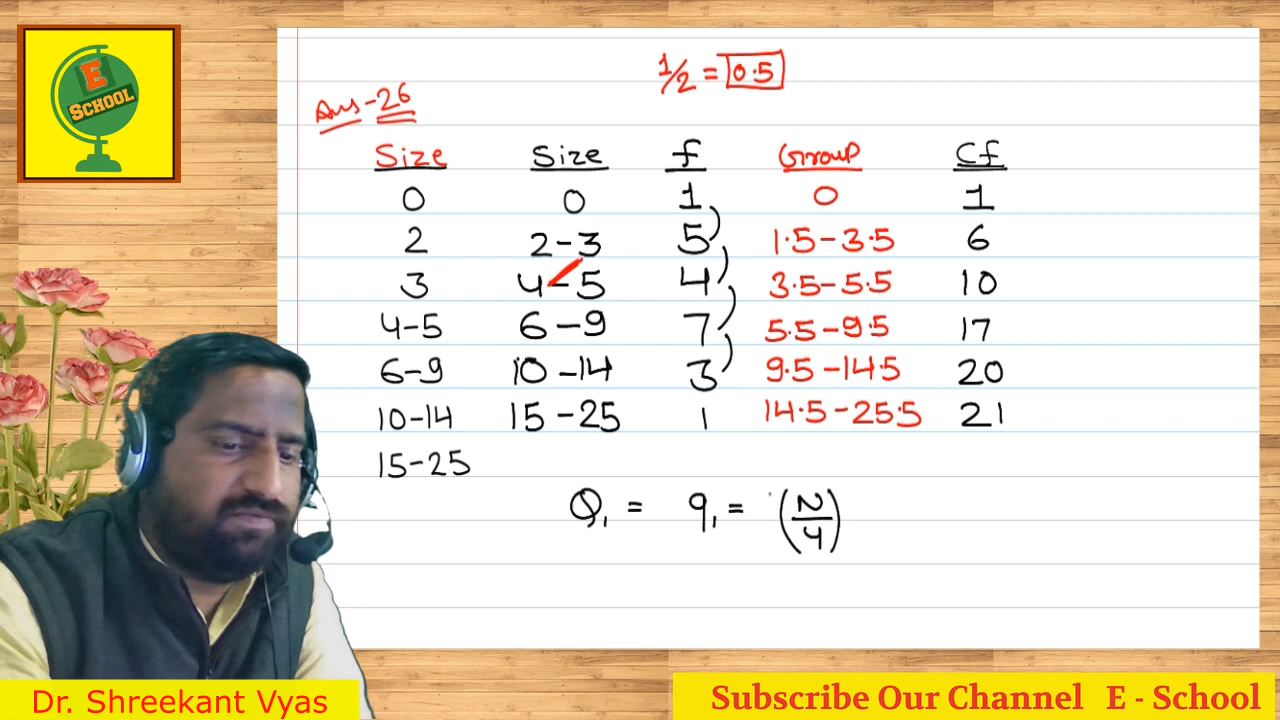 E
SCHOOL
1/2 = 0.5
Ans-26
Size Size f Group Cf
0 0 1 0 1
2 2-3 5 1.5-3.5 6
3 4-5 4 3.5-5.5 10
4-5 6-9 7 5.5-9.5 17
6-9 10-14 3 9.5-14.5 20
10-14 15-25 1 14.5-25.5 21
15-25
Q₁ = q₁ = (N/4)
Dr. Shreekant Vyas
Subscribe Our Channel E - School